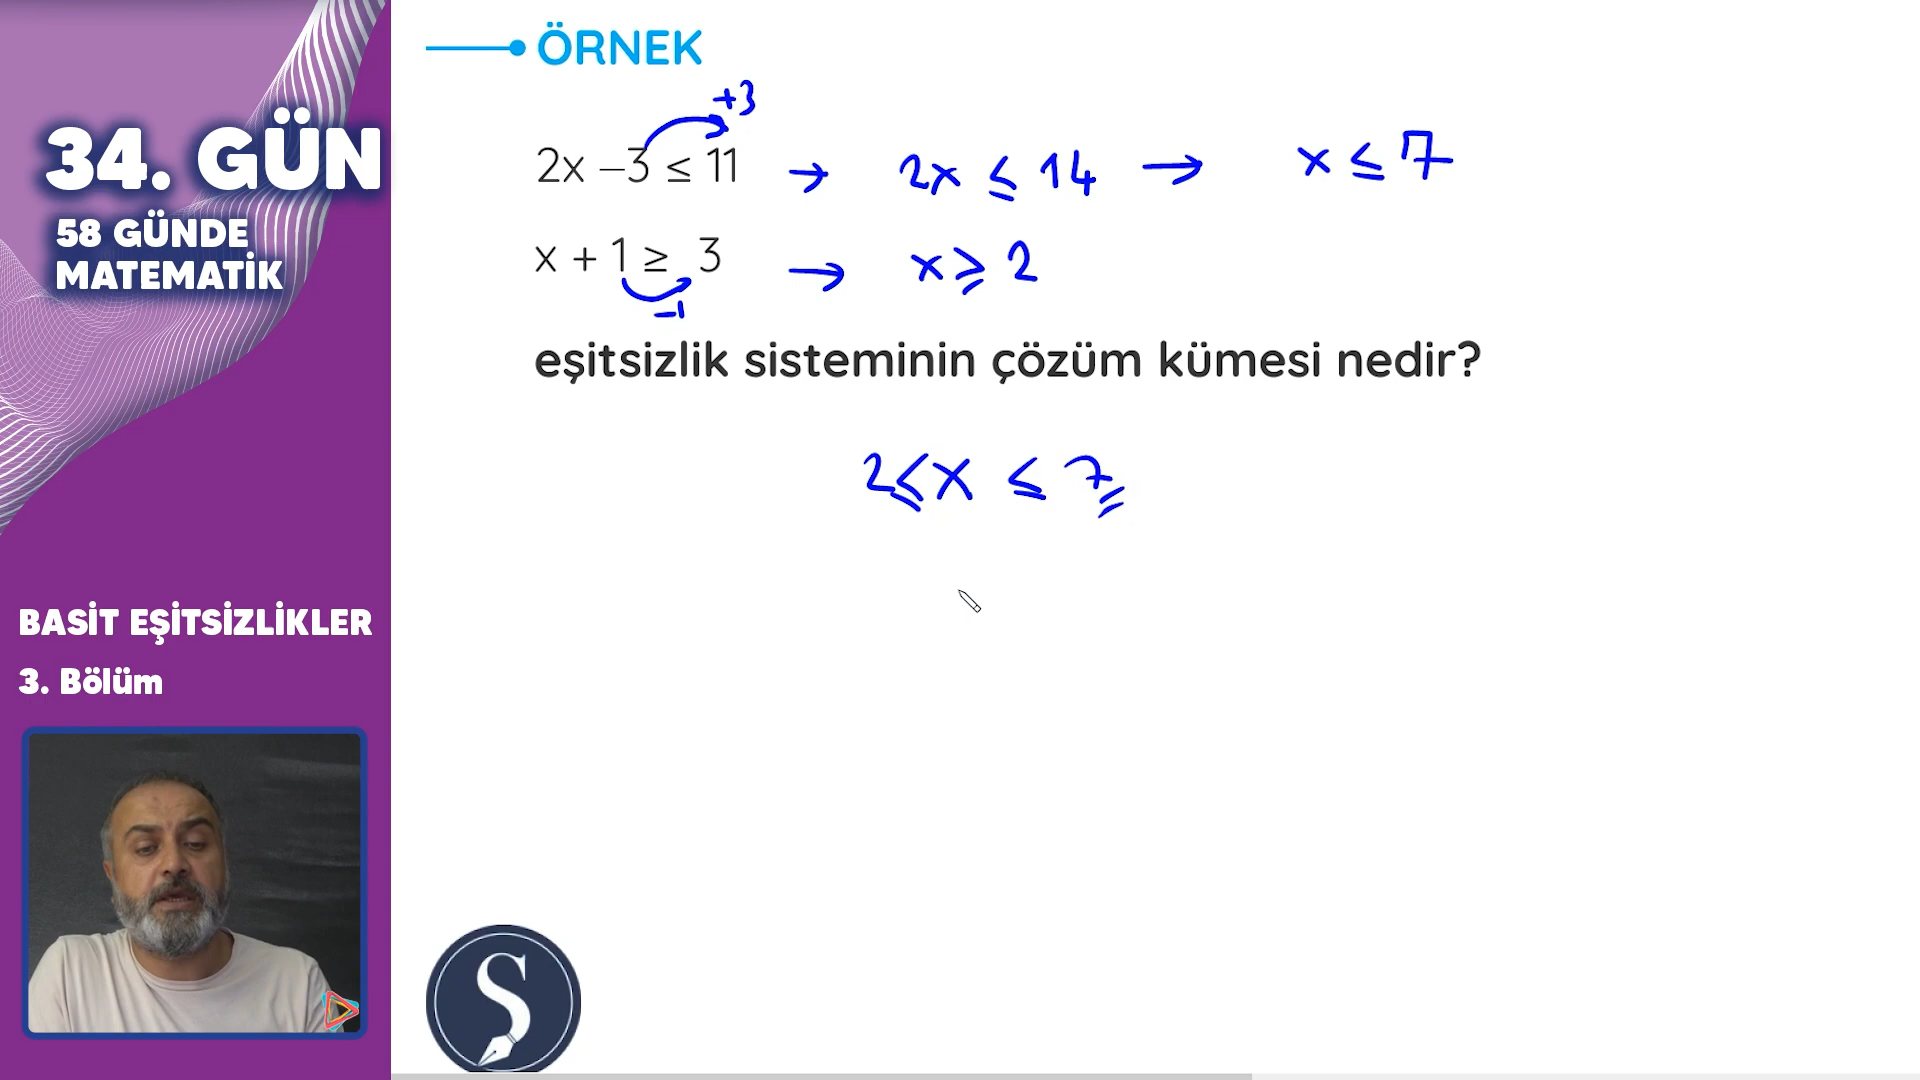 34. GÜN
58 GÜNDE
MATEMATİK
BASİT EŞİTSİZLİKLER
3. Bölüm
ÖRNEK
+3
2x –3 ≤ 11 → 2x ≤ 14 → x ≤ 7
x + 1 ≥ 3 → x ≥ 2
–1
eşitsizlik sisteminin çözüm kümesi nedir?
2 ≤ x ≤ 7
S